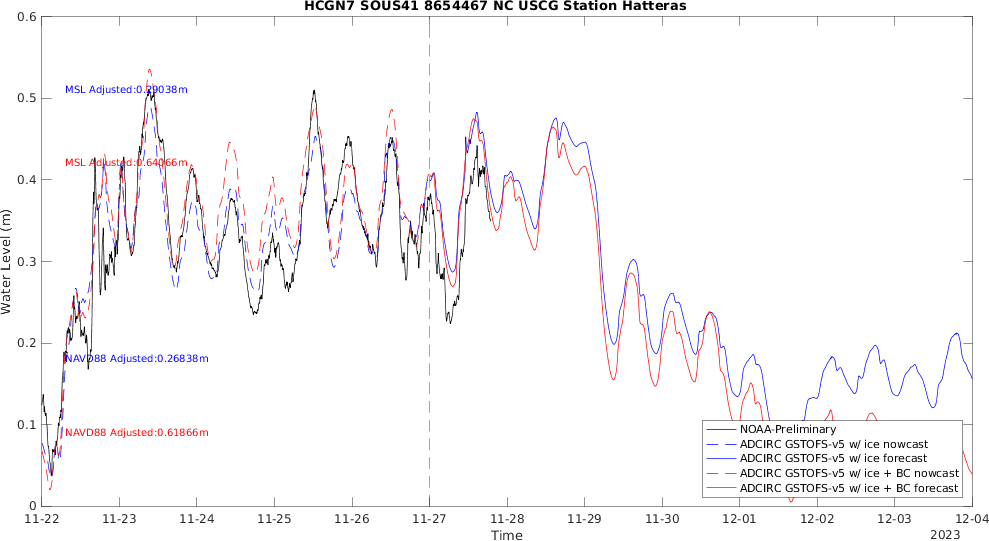 HCGN7 SOUS41 8654467 NC USCG Station Hatteras
0.6
0.5
0.4
0.3
0.2
0.1
0
Water Level (m)
MSL Adjusted:0.29038m
MSL Adjusted:0.64066m
NAVD88 Adjusted:0.26838m
NAVD88 Adjusted:0.61866m
NOAA-Preliminary
ADCIRC GSTOFS-v5 w/ ice nowcast
ADCIRC GSTOFS-v5 w/ ice forecast
ADCIRC GSTOFS-v5 w/ ice + BC nowcast
ADCIRC GSTOFS-v5 w/ ice + BC forecast
11-22 11-23 11-24 11-25 11-26 11-27 11-28 11-29 11-30 12-01 12-02 12-03 12-04
Time
2023